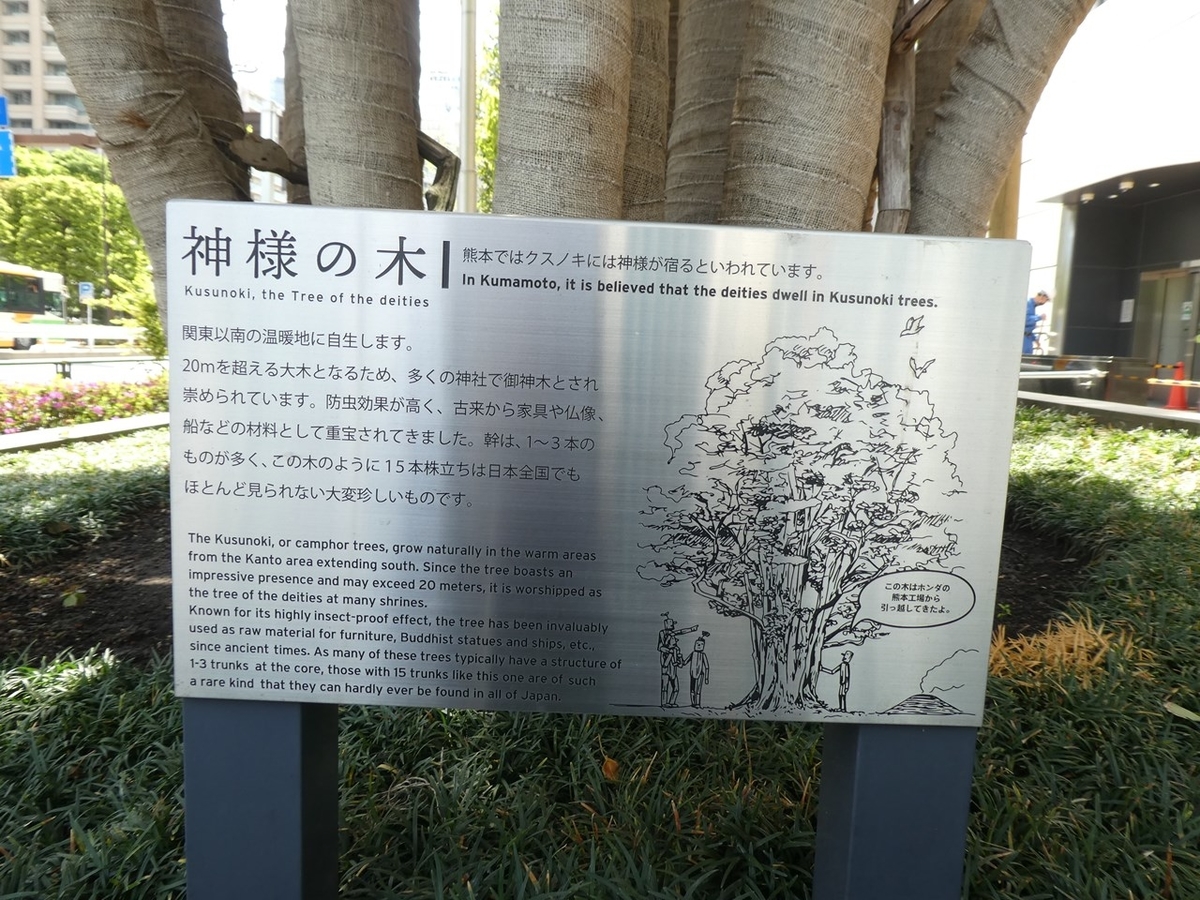 神様の木
Kusunoki, the Tree of the deities
熊本ではクスノキには神様が宿るといわれています。
In Kumamoto, it is believed that the deities dwell in Kusunoki trees.
関東以南の温暖地に自生します。
20mを超える大木となるため、多くの神社で御神木とされ
崇められています。防虫効果が高く、古来から家具や仏像、
船などの材料として重宝されてきました。幹は、1〜3本の
ものが多く、この木のように15本株立ちは日本全国でも
ほとんど見られない大変珍しいものです。
The Kusunoki, or camphor trees, grow naturally in the warm areas
from the Kanto area extending south. Since the tree boasts an
impressive presence and may exceed 20 meters, it is worshipped as
the tree of the deities at many shrines.
Known for its highly insect-proof effect, the tree has been invaluably
used as raw material for furniture, Buddhist statues and ships, etc.,
since ancient times. As many of these trees typically have a structure of
1-3 trunks at the core, those with 15 trunks like this one are of such
a rare kind that they can hardly ever be found in all of Japan.
この木はホンダの
熊本工場から
引っ越してきたよ。